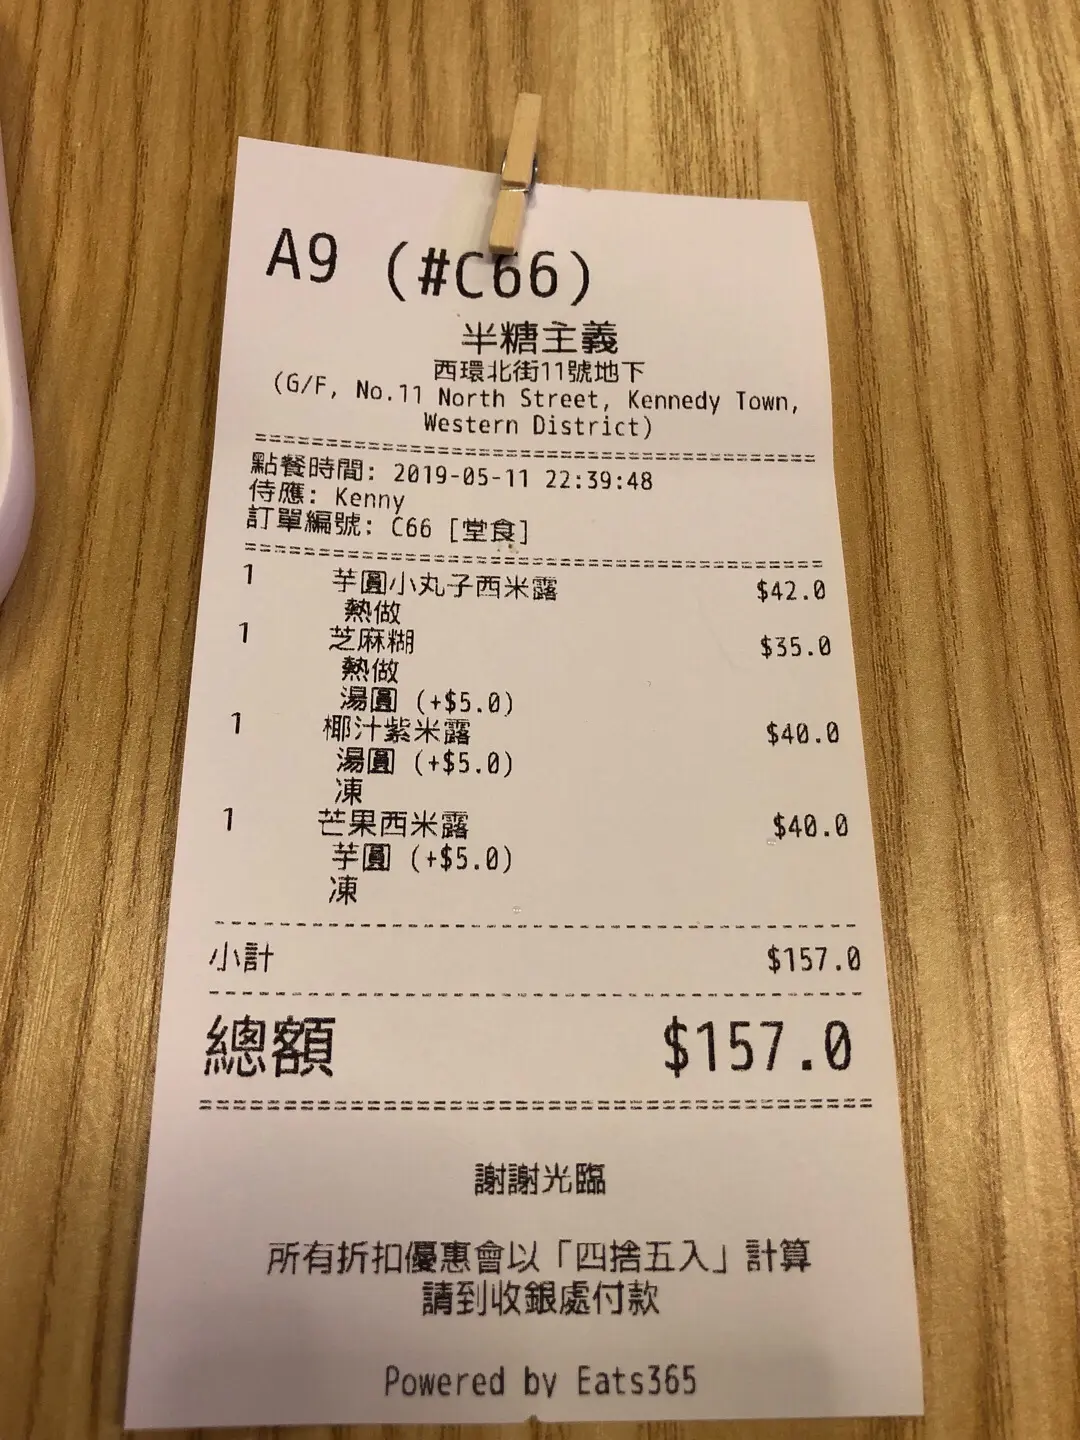 A9 (#C66)
半糖主義
西環北街11號地下
(G/F, No.11 North Street, Kennedy Town,
Western District)
點餐時間: 2019-05-11 22:39:48
侍應: Kenny
訂單編號: C66 [堂食]
1 芋圓小丸子西米露 $42.0
熱做
1 芝麻糊 $35.0
熱做
湯圓 (+$5.0)
1 椰汁紫米露 $40.0
湯圓 (+$5.0)
凍
1 芒果西米露 $40.0
芋圓 (+$5.0)
凍
小計 $157.0
總額 $157.0
謝謝光臨
所有折扣優惠會以「四捨五入」計算
請到收銀處付款
Powered by Eats365